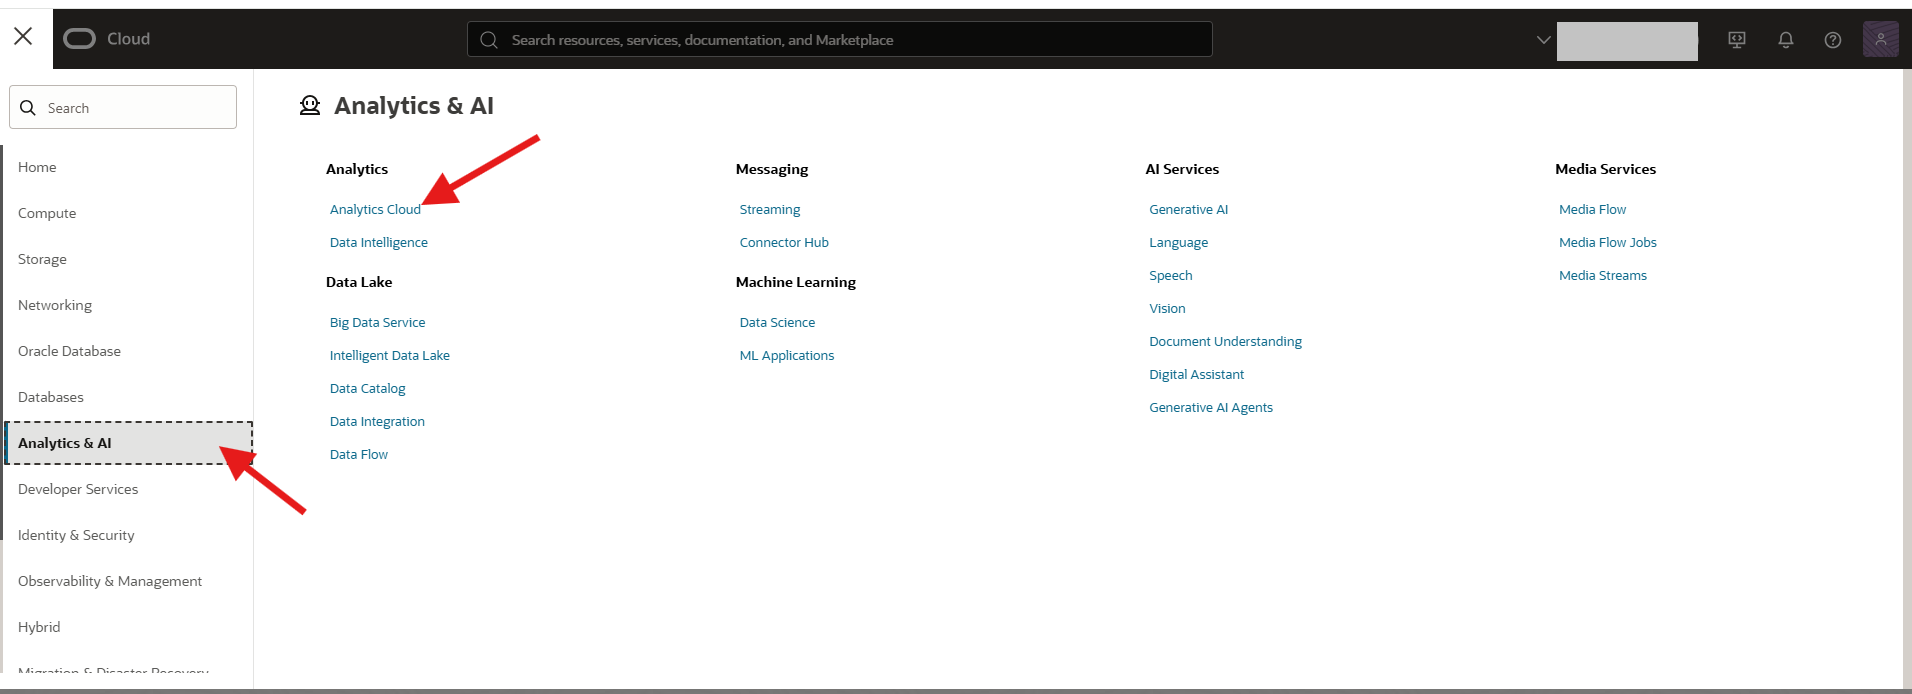 Cloud
Search resources, services, documentation, and Marketplace
Search
Home
Compute
Storage
Networking
Oracle Database
Databases
Analytics & AI
Developer Services
Identity & Security
Observability & Management
Hybrid
Migration & Disaster Recovery
Analytics & AI
Analytics
Analytics Cloud
Data Intelligence
Data Lake
Big Data Service
Intelligent Data Lake
Data Catalog
Data Integration
Data Flow
Messaging
Streaming
Connector Hub
Machine Learning
Data Science
ML Applications
AI Services
Generative AI
Language
Speech
Vision
Document Understanding
Digital Assistant
Generative AI Agents
Media Services
Media Flow
Media Flow Jobs
Media Streams